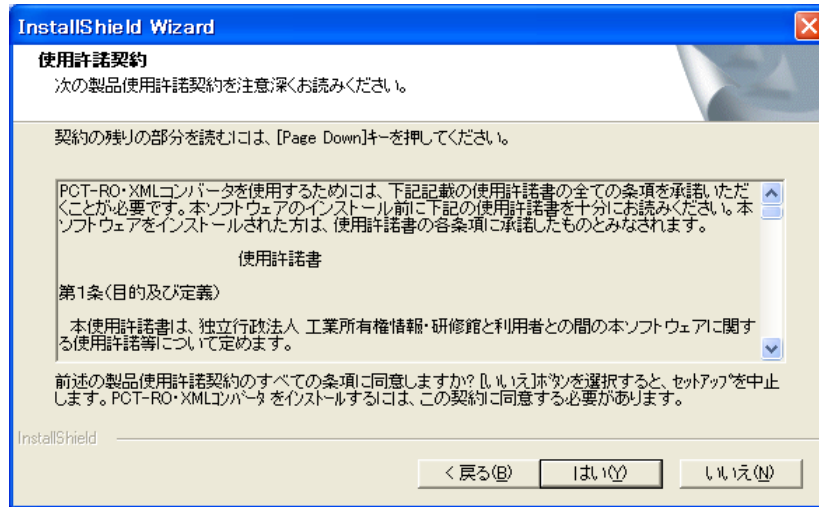 InstallShield Wizard
使用許諾契約
次の製品使用許諾契約を注意深くお読みください。
契約の残りの部分を読むには、[Page Down]キーを押してください。
PCT-RO・XMLコンバータを使用するためには、下記記載の使用許諾書の全ての条項を承諾いただ
くことが必要です。本ソフトウェアのインストール前に下記の使用許諾書を十分にお読みください。本
ソフトウェアをインストールされた方は、使用許諾書の各条項に承諾したものとみなされます。
使用許諾書
第1条(目的及び定義)
本使用許諾書は、独立行政法人 工業所有権情報・研修館と利用者との間の本ソフトウェアに関す
る使用許諾等について定めます。
前述の製品使用許諾契約のすべての条項に同意しますか? [いいえ]ボタンを選択すると、セットアップを中止
します。PCT-RO・XMLコンバータ をインストールするには、この契約に同意する必要があります。
InstallShield
< 戻る(B)
はい(Y)
いいえ(N)